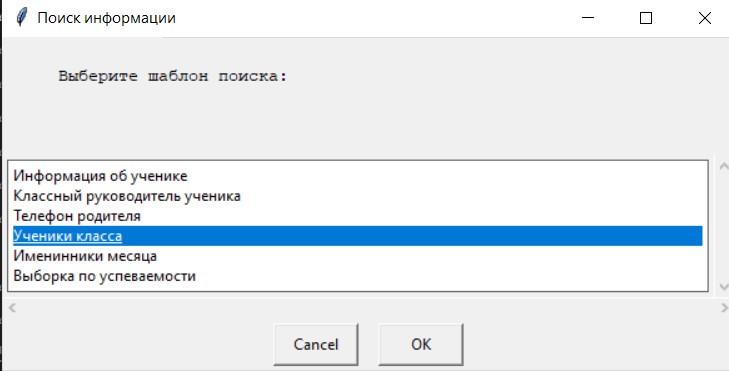 Поиск информации
Выберите шаблон поиска:
Информация об ученике
Классный руководитель ученика
Телефон родителя
Ученики класса
Именинники месяца
Выборка по успеваемости
Cancel OK